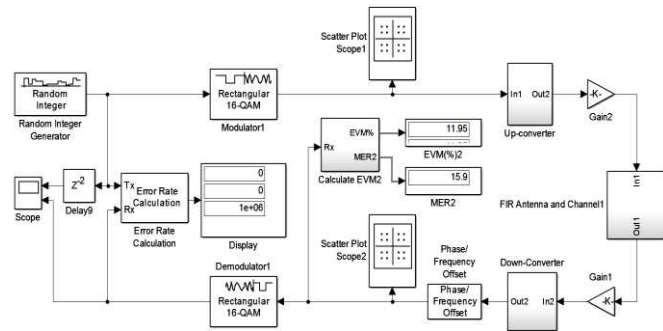 Scatter Plot
Scope1
Random
Integer
Random Integer
Generator
Rectangular
16-QAM
Modulator1
In1
Out2
Up-converter
-K-
Gain2
Rx
EVM%
MER2
Calculate EVM2
11.95
EVM(%)2
15.9
MER2
In1
Out1
FIR Antenna and Channel1
Scope
Z-2
Delay9
Tx
Rx
Error Rate
Calculation
Error Rate
Calculation
0
0
1e+06
Display
Scatter Plot
Scope2
Demodulator1
Rectangular
16-QAM
Phase/
Frequency
Offset
Phase/
Frequency
Offset
Down-Converter
Out2
In2
Gain1
-K-